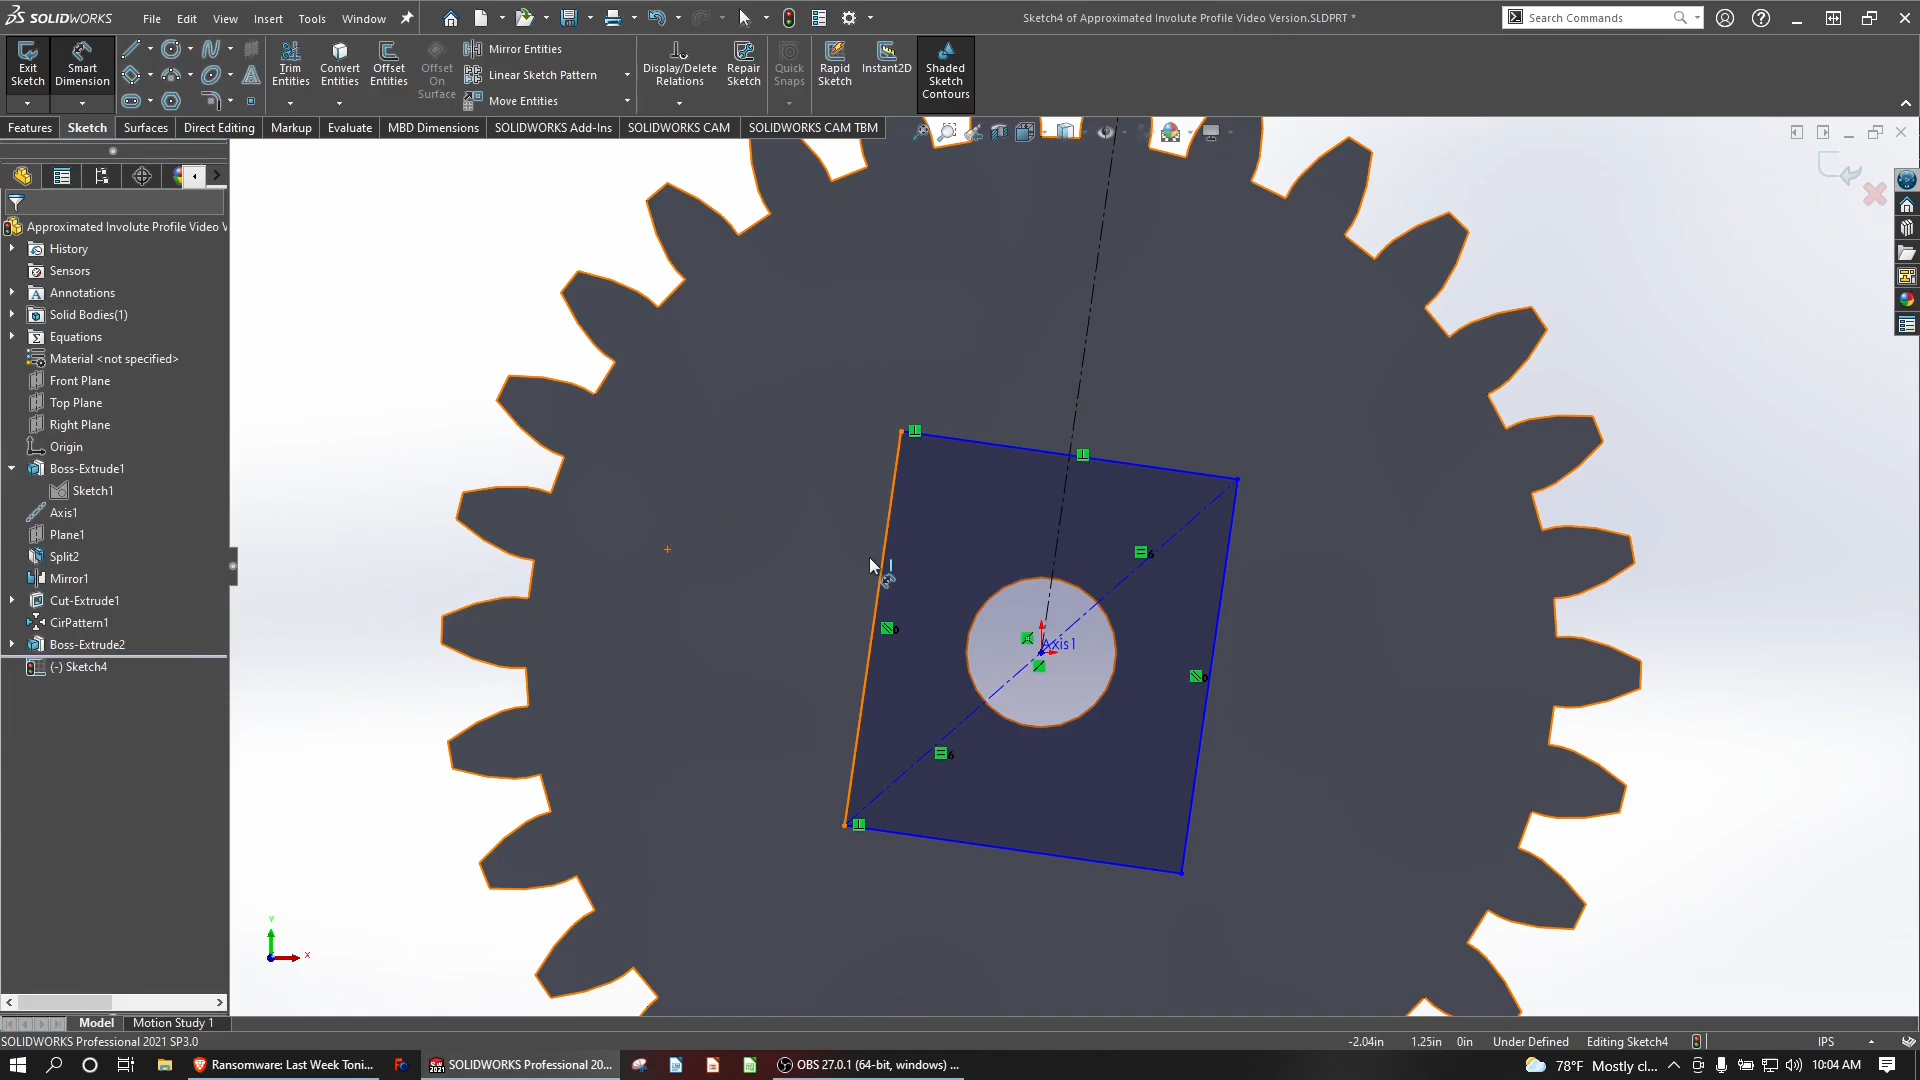 SOLIDWORKS
File Edit View Insert Tools Window
Sketch4 of Approximated Involute Profile Video Version.SLDPRT *
Search Commands
Exit Sketch
Smart Dimension
Trim Entities
Convert Entities
Offset Entities
Offset On Surface
Mirror Entities
Linear Sketch Pattern
Move Entities
Display/Delete Relations
Repair Sketch
Quick Snaps
Rapid Sketch
Instant2D
Shaded Sketch Contours
Features Sketch Surfaces Direct Editing Markup Evaluate MBD Dimensions SOLIDWORKS Add-Ins SOLIDWORKS CAM SOLIDWORKS CAM TBM
Approximated Involute Profile Video V
History
Sensors
Annotations
Solid Bodies(1)
Equations
Material <not specified>
Front Plane
Top Plane
Right Plane
Origin
Boss-Extrude1
Sketch1
Axis1
Plane1
Split2
Mirror1
Cut-Extrude1
CirPattern1
Boss-Extrude2
(-) Sketch4
6
0
Axis1
0
6
Y
X
Model Motion Study 1
SOLIDWORKS Professional 2021 SP3.0
-2.04in 1.25in 0in Under Defined Editing Sketch4 IPS
Ransomware: Last Week Toni...
SOLIDWORKS Professional 20...
OBS 27.0.1 (64-bit, windows) ...
78°F Mostly cl...
10:04 AM